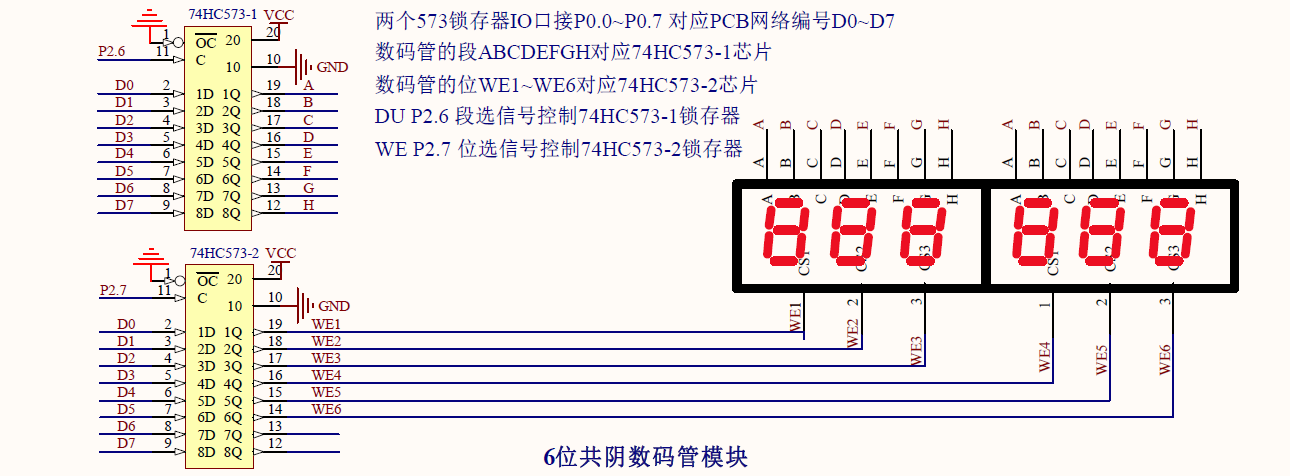 74HC573-1
VCC
两个573锁存器IO口接P0.0~P0.7 对应PCB网络编号D0~D7
1 OC 20 20
P2.6 11 C
数码管的段ABCDEFGH对应74HC573-1芯片
10 10 GND
数码管的位WE1~WE6对应74HC573-2芯片
D0 2 1D 1Q 19 A
D1 3 2D 2Q 18 B
DU P2.6 段选信号控制74HC573-1锁存器
D2 4 3D 3Q 17 C
D3 5 4D 4Q 16 D
WE P2.7 位选信号控制74HC573-2锁存器
D4 6 5D 5Q 15 E
D5 7 6D 6Q 14 F
D6 8 7D 7Q 13 G
D7 9 8D 8Q 12 H
A B C D E F G H A B C D E F G H
A B C D E F G H A B C D E F G H
A B C D E F G H A B C D E F G H
CS1 CS2 CS3 CS1 CS2 CS3
74HC573-2
VCC
1 OC 20 20
P2.7 11 C
10 10 GND
WE1 2 3 1 2 3
WE2 WE3 WE4 WE5 WE6
D0 2 1D 1Q 19 WE1
D1 3 2D 2Q 18 WE2
D2 4 3D 3Q 17 WE3
D3 5 4D 4Q 16 WE4
D4 6 5D 5Q 15 WE5
D5 7 6D 6Q 14 WE6
D6 8 7D 7Q 13
D7 9 8D 8Q 12
6位共阴数码管模块